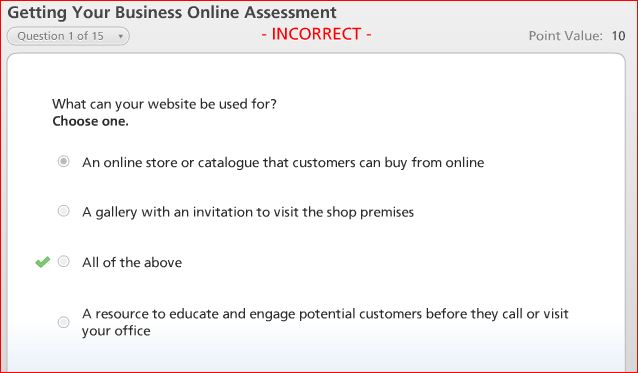 Getting Your Business Online Assessment
Question 1 of 15
- INCORRECT -
Point Value: 10
What can your website be used for?
Choose one.
An online store or catalogue that customers can buy from online
A gallery with an invitation to visit the shop premises
All of the above
A resource to educate and engage potential customers before they call or visit
your office